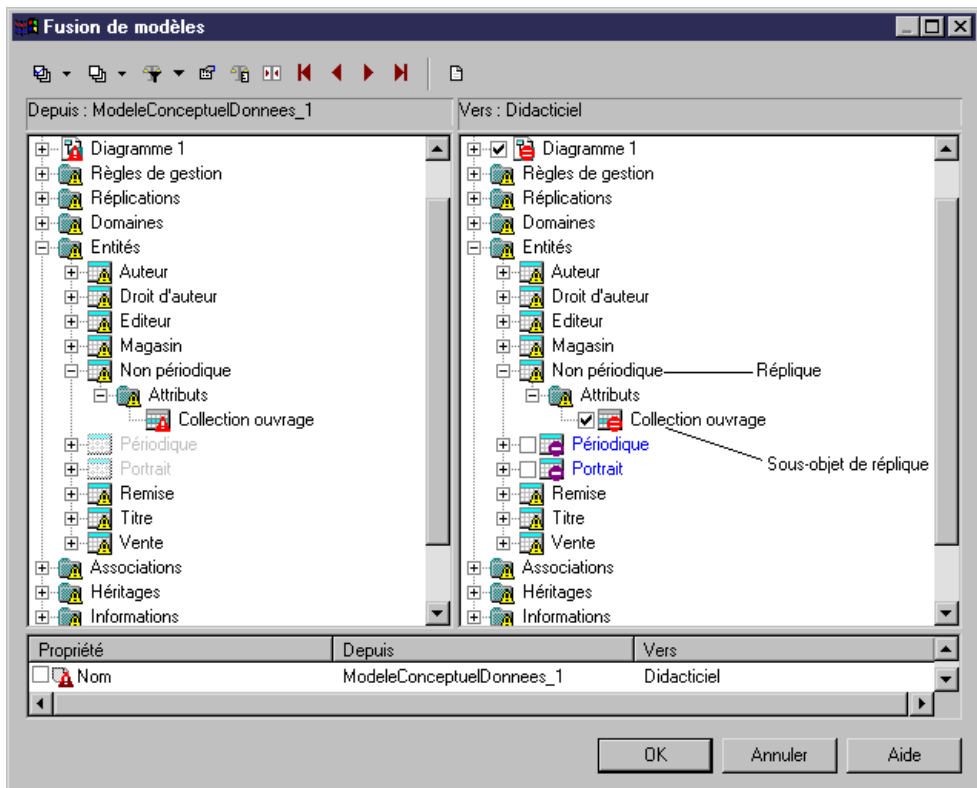 Fusion de modèles
Depuis : ModeleConceptuelDonnees_1
Vers : Didacticiel
Diagramme 1
Règles de gestion
Réplications
Domaines
Entités
Auteur
Droit d'auteur
Editeur
Magasin
Non périodique
Attributs
Collection ouvrage
Périodique
Portrait
Remise
Titre
Vente
Associations
Héritages
Informations
Diagramme 1
Règles de gestion
Réplications
Domaines
Entités
Auteur
Droit d'auteur
Editeur
Magasin
Non périodique
Réplique
Attributs
Collection ouvrage
Périodique
Sous-objet de réplique
Portrait
Remise
Titre
Vente
Associations
Héritages
Informations
Propriété Depuis Vers
Nom ModeleConceptuelDonnees_1 Didacticiel
OK Annuler Aide